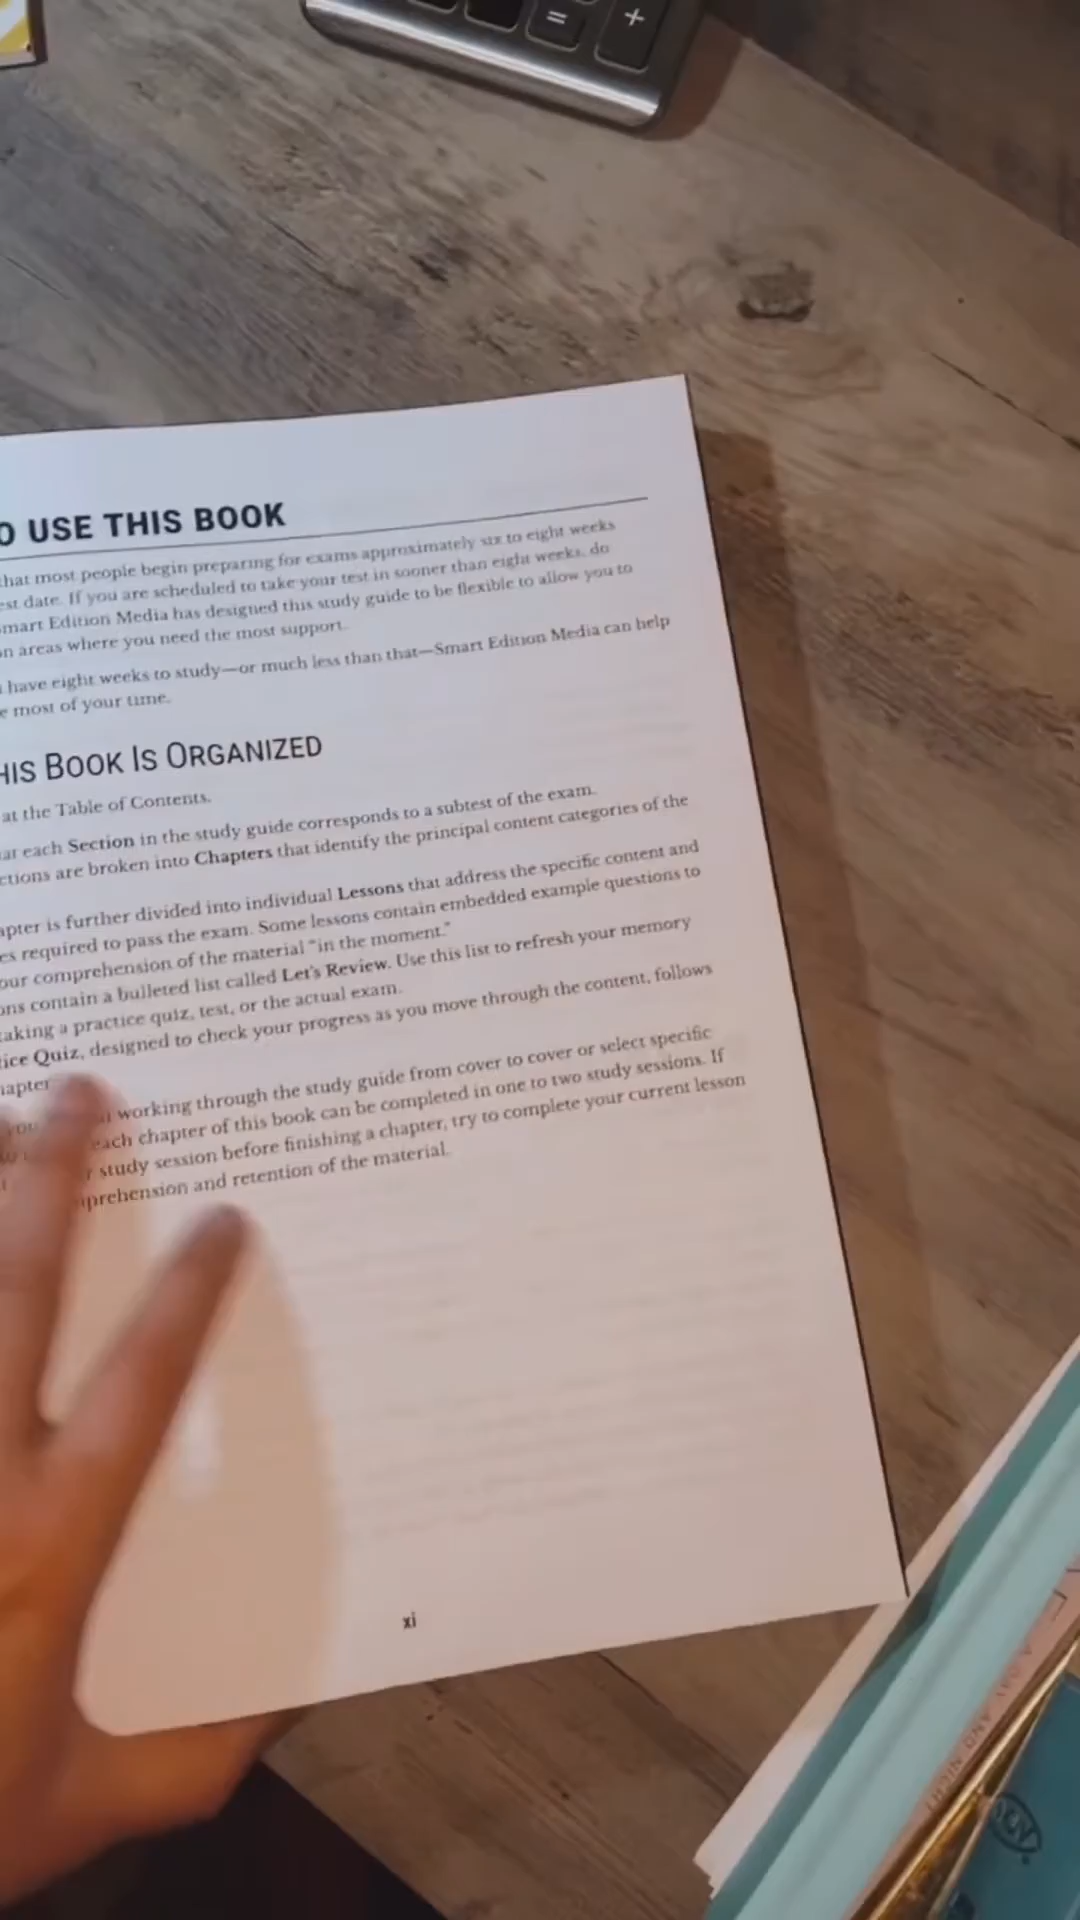 =
+
O USE THIS BOOK
that most people begin preparing for exams approximately six to eight weeks
est date. If you are scheduled to take your test in sooner than eight weeks, do
mart Edition Media has designed this study guide to be flexible to allow you to
n areas where you need the most support.
have eight weeks to study—or much less than that—Smart Edition Media can help
e most of your time.
HIS BOOK IS ORGANIZED
at the Table of Contents.
at each Section in the study guide corresponds to a subtest of the exam.
ctions are broken into Chapters that identify the principal content categories of the
apter is further divided into individual Lessons that address the specific content and
es required to pass the exam. Some lessons contain embedded example questions to
our comprehension of the material "in the moment."
ons contain a bulleted list called Let's Review. Use this list to refresh your memory
taking a practice quiz, test, or the actual exam.
ice Quiz, designed to check your progress as you move through the content, follows
hapter
working through the study guide from cover to cover or select specific
each chapter of this book can be completed in one to two study sessions. If
study session before finishing a chapter, try to complete your current lesson
prehension and retention of the material.
xi